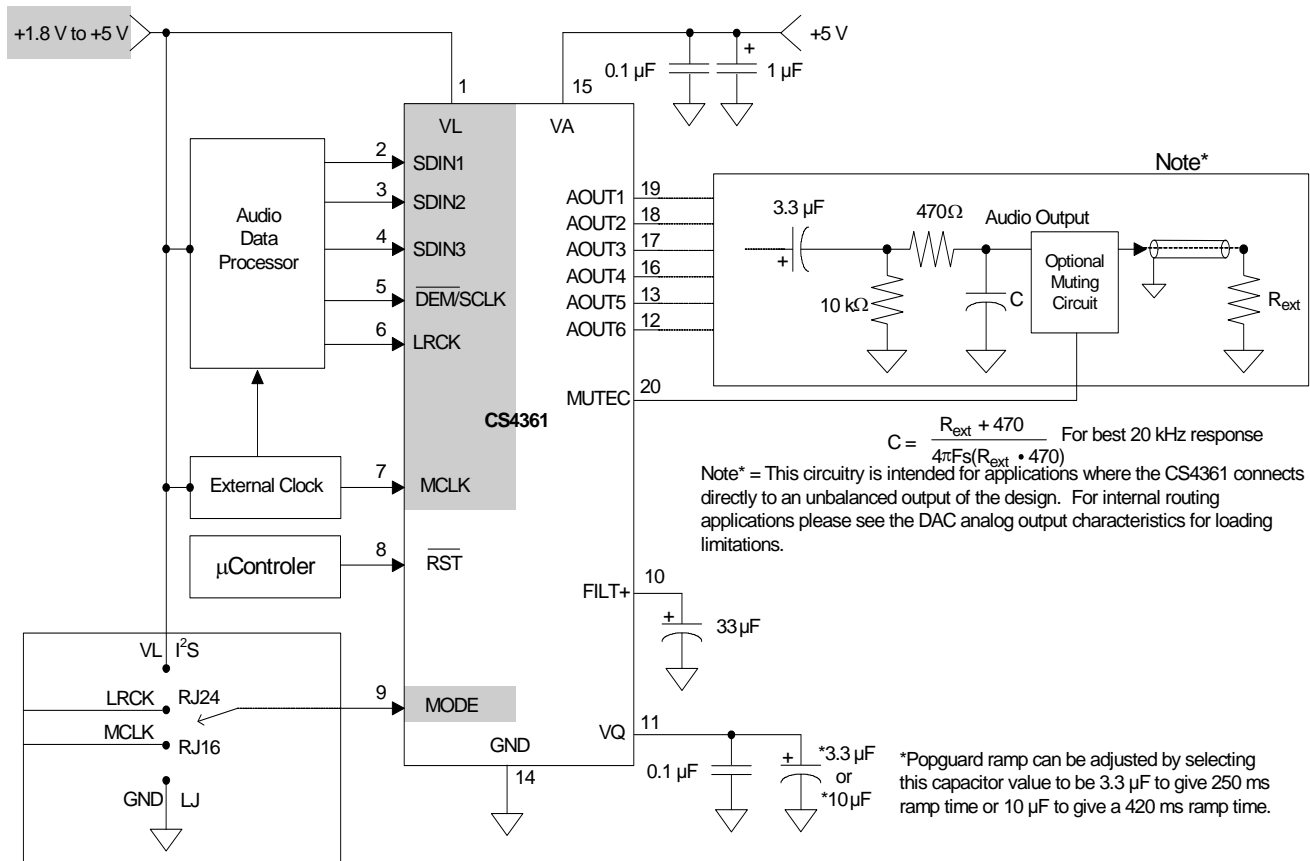 +1.8 V to +5 V
+5 V
0.1 µF
+
1 µF
1
15
VL
VA
Audio
Data
Processor
2
SDIN1
3
SDIN2
4
SDIN3
5
DEM/SCLK
6
LRCK
AOUT1
19
AOUT2
18
AOUT3
17
AOUT4
16
AOUT5
13
AOUT6
12
Note*
3.3 µF
+
470Ω
Audio Output
10 kΩ
C
Optional
Muting
Circuit
Rext
MUTEC
20
CS4361
C = Rext + 470
4πFs(Rext • 470)
For best 20 kHz response
Note* = This circuitry is intended for applications where the CS4361 connects
directly to an unbalanced output of the design. For internal routing
applications please see the DAC analog output characteristics for loading
limitations.
External Clock
7
MCLK
µControler
8
RST
FILT+
10
+
33 µF
VL
I²S
LRCK
RJ24
MCLK
RJ16
GND
LJ
9
MODE
GND
14
VQ
11
0.1 µF
+
*3.3 µF
or
*10µF
*Popguard ramp can be adjusted by selecting
this capacitor value to be 3.3 µF to give 250 ms
ramp time or 10 µF to give a 420 ms ramp time.